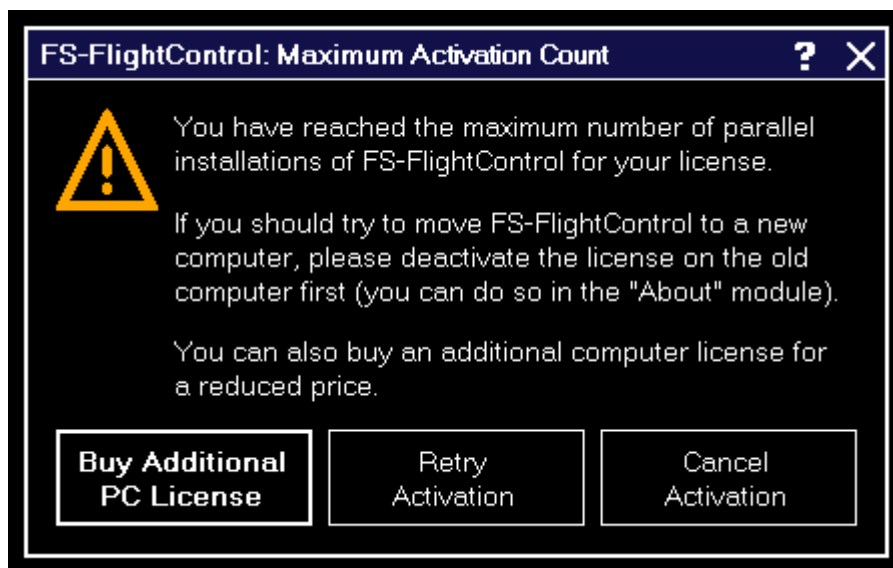 FS-FlightControl: Maximum Activation Count ? X
You have reached the maximum number of parallel
installations of FS-FlightControl for your license.
If you should try to move FS-FlightControl to a new
computer, please deactivate the license on the old
computer first (you can do so in the "About" module).
You can also buy an additional computer license for
a reduced price.
Buy Additional
PC License
Retry
Activation
Cancel
Activation